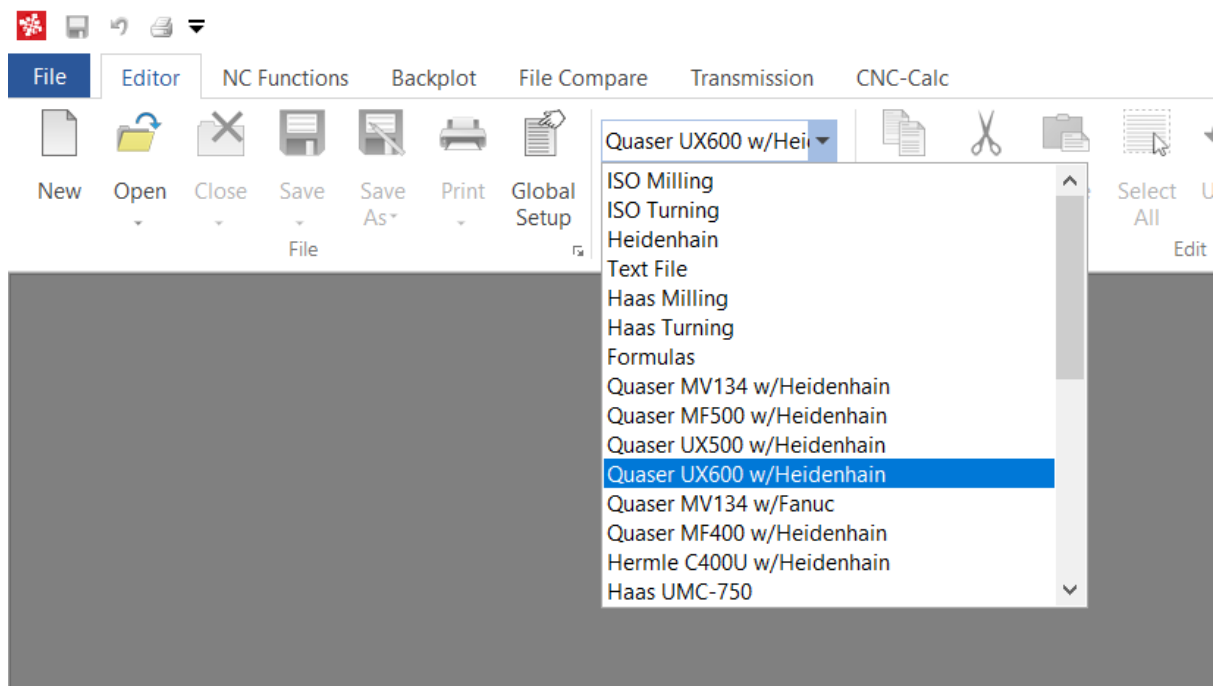 File Editor NC Functions Backplot File Compare Transmission CNC-Calc
Quaser UX600 w/Hei
New Open Close Save Save As Print Global Setup Select All
File Edit
ISO Milling
ISO Turning
Heidenhain
Text File
Haas Milling
Haas Turning
Formulas
Quaser MV134 w/Heidenhain
Quaser MF500 w/Heidenhain
Quaser UX500 w/Heidenhain
Quaser UX600 w/Heidenhain
Quaser MV134 w/Fanuc
Quaser MF400 w/Heidenhain
Hermle C400U w/Heidenhain
Haas UMC-750